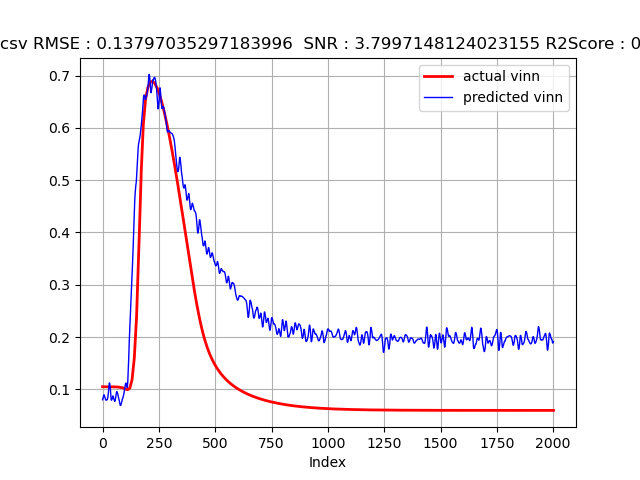 csv RMSE : 0.13797035297183996  SNR : 3.7997148124023155 R2Score : 0
actual vinn
predicted vinn
0.7
0.6
0.5
0.4
0.3
0.2
0.1
0 250 500 750 1000 1250 1500 1750 2000
Index